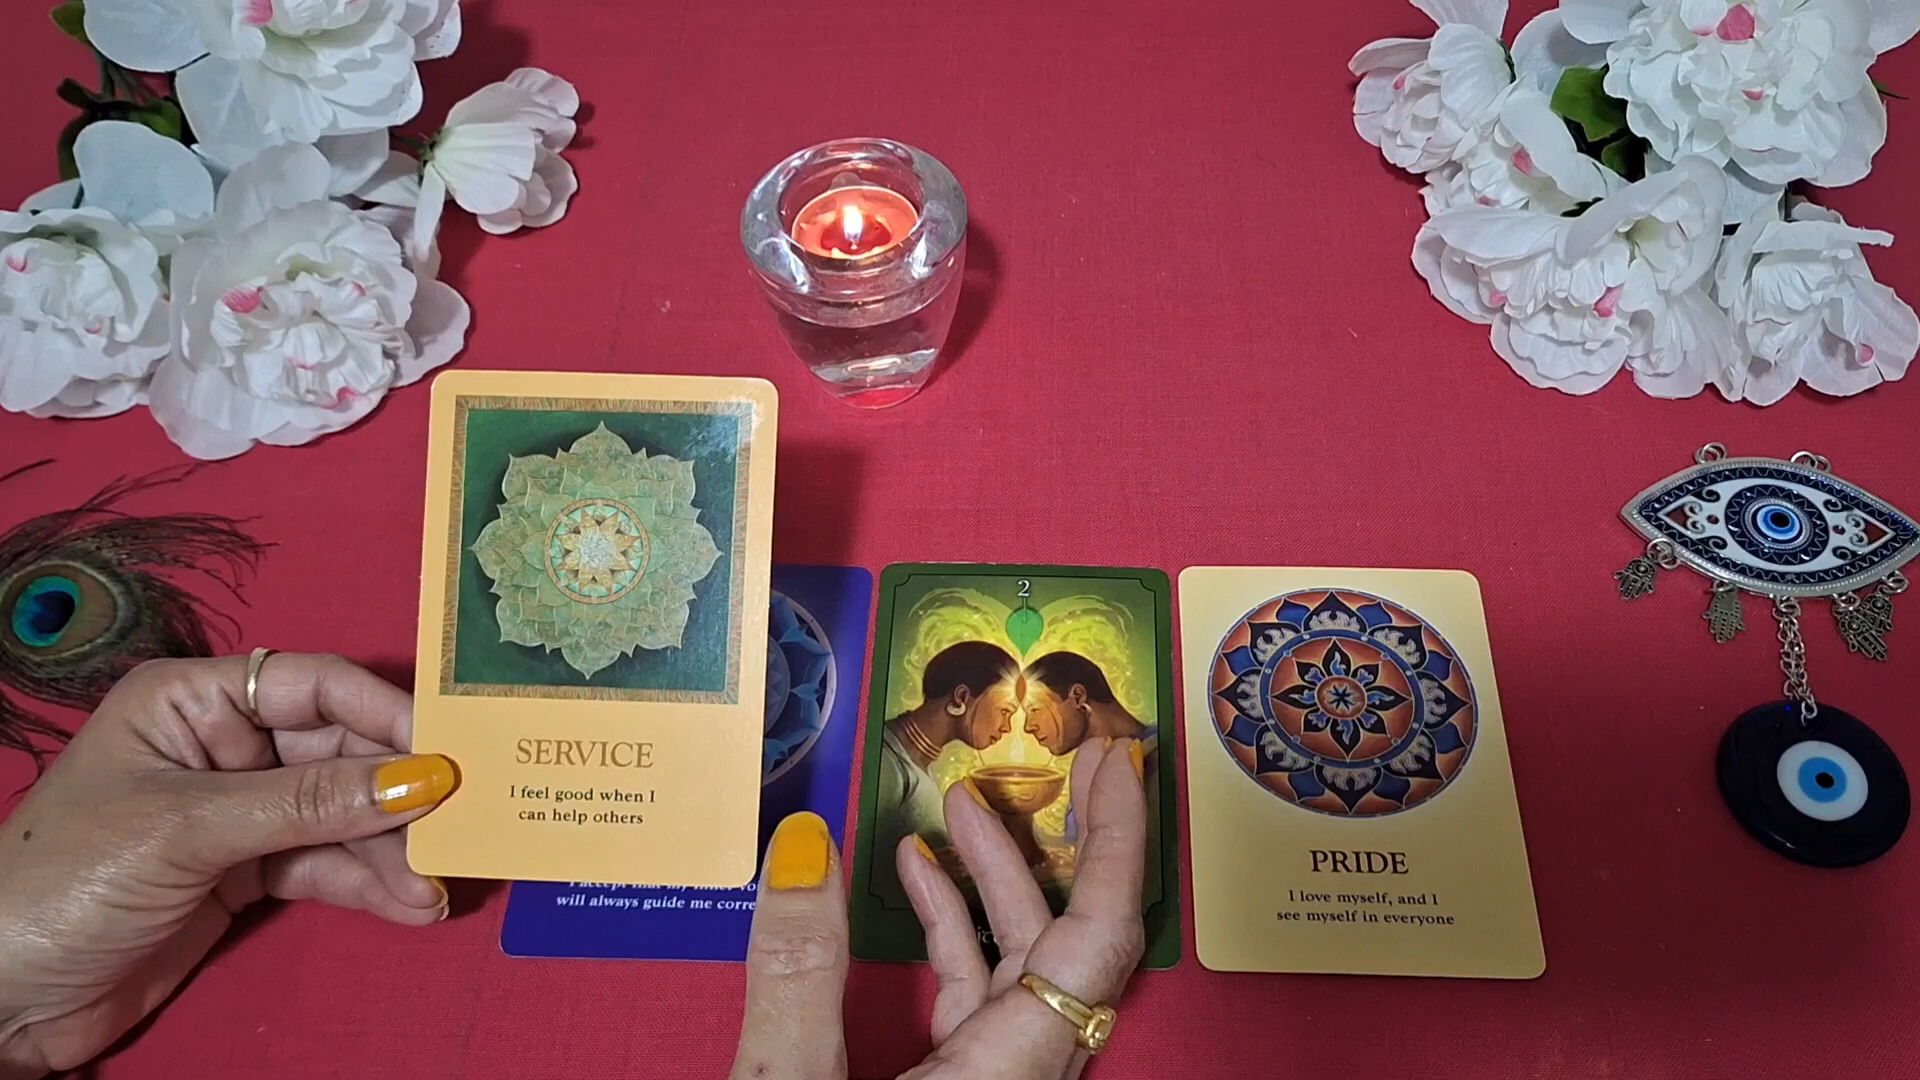 SERVICE
I feel good when I
can help others
will always guide me
2
PRIDE
I love myself, and I
see myself in everyone